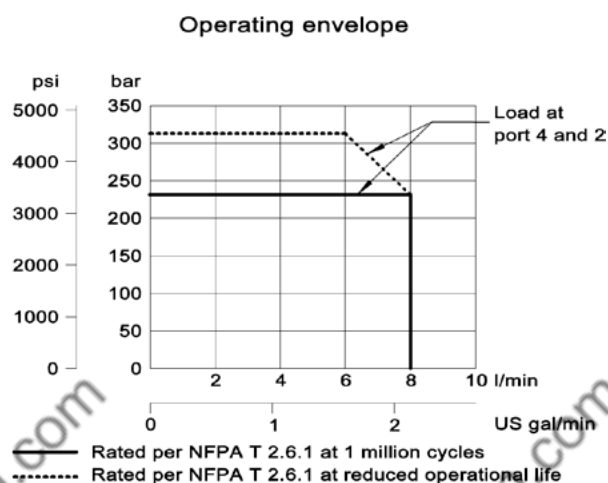 Operating envelope
psi
bar
5000
4000
3000
2000
1000
0
350
300
250
200
150
100
50
0
Load at
port 4 and 2
2 4 6 8 10 l/min
0 1 2 US gal/min
Rated per NFPA T 2.6.1 at 1 million cycles
Rated per NFPA T 2.6.1 at reduced operational life
.com
.com